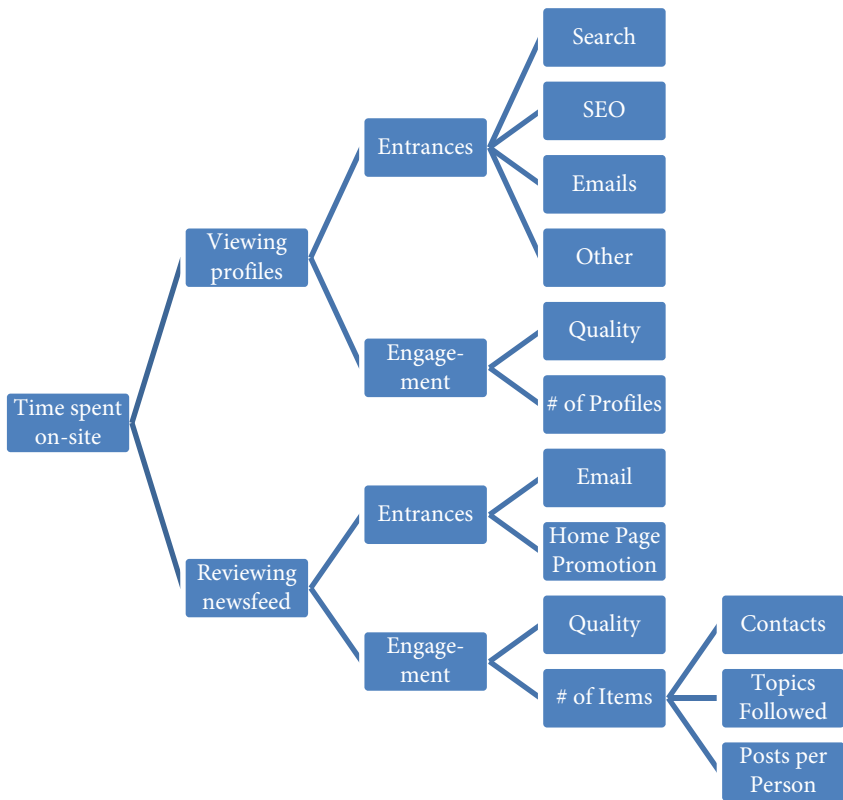 Search
SEO
Entrances
Emails
Other
Viewing
profiles
Quality
Engage-
ment
# of Profiles
Time spent
on-site
Email
Entrances
Home Page
Promotion
Reviewing
newsfeed
Quality
Engage-
ment
# of Items
Contacts
Topics
Followed
Posts per
Person